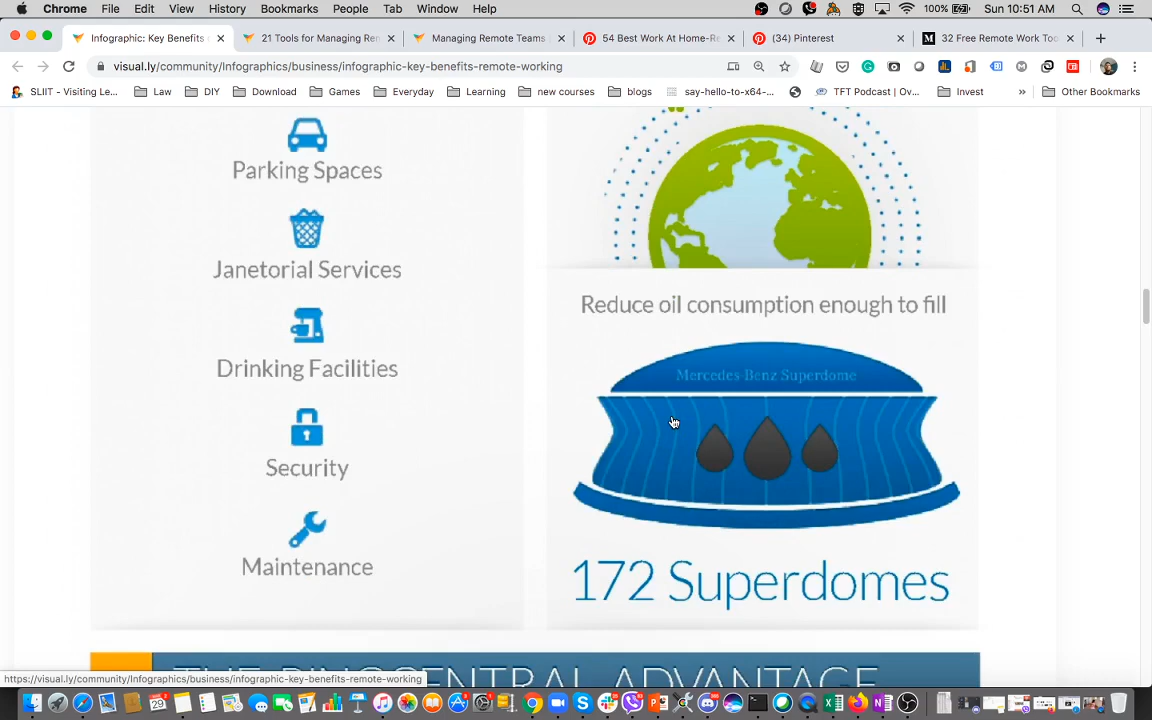 Chrome File Edit View History Bookmarks People Tab Window Help 100% Sun 10:51 AM
Infographic: Key Benefits 21 Tools for Managing Ren Managing Remote Teams 54 Best Work At Home-Re (34) Pinterest 32 Free Remote Work Too
visual.ly/community/Infographics/business/infographic-key-benefits-remote-working
SLIIT - Visiting Le... Law DIY Download Games Everyday Learning new courses blogs say-hello-to-x64-... TFT Podcast | Ov... Invest » Other Bookmarks
Parking Spaces
Janetorial Services
Drinking Facilities
Security
Maintenance
Reduce oil consumption enough to fill
Mercedes Benz Superdome
172 Superdomes
THE RINGCENTRAL ADVANTAGE
https://visual.ly/community/Infographics/business/infographic-key-benefits-remote-working